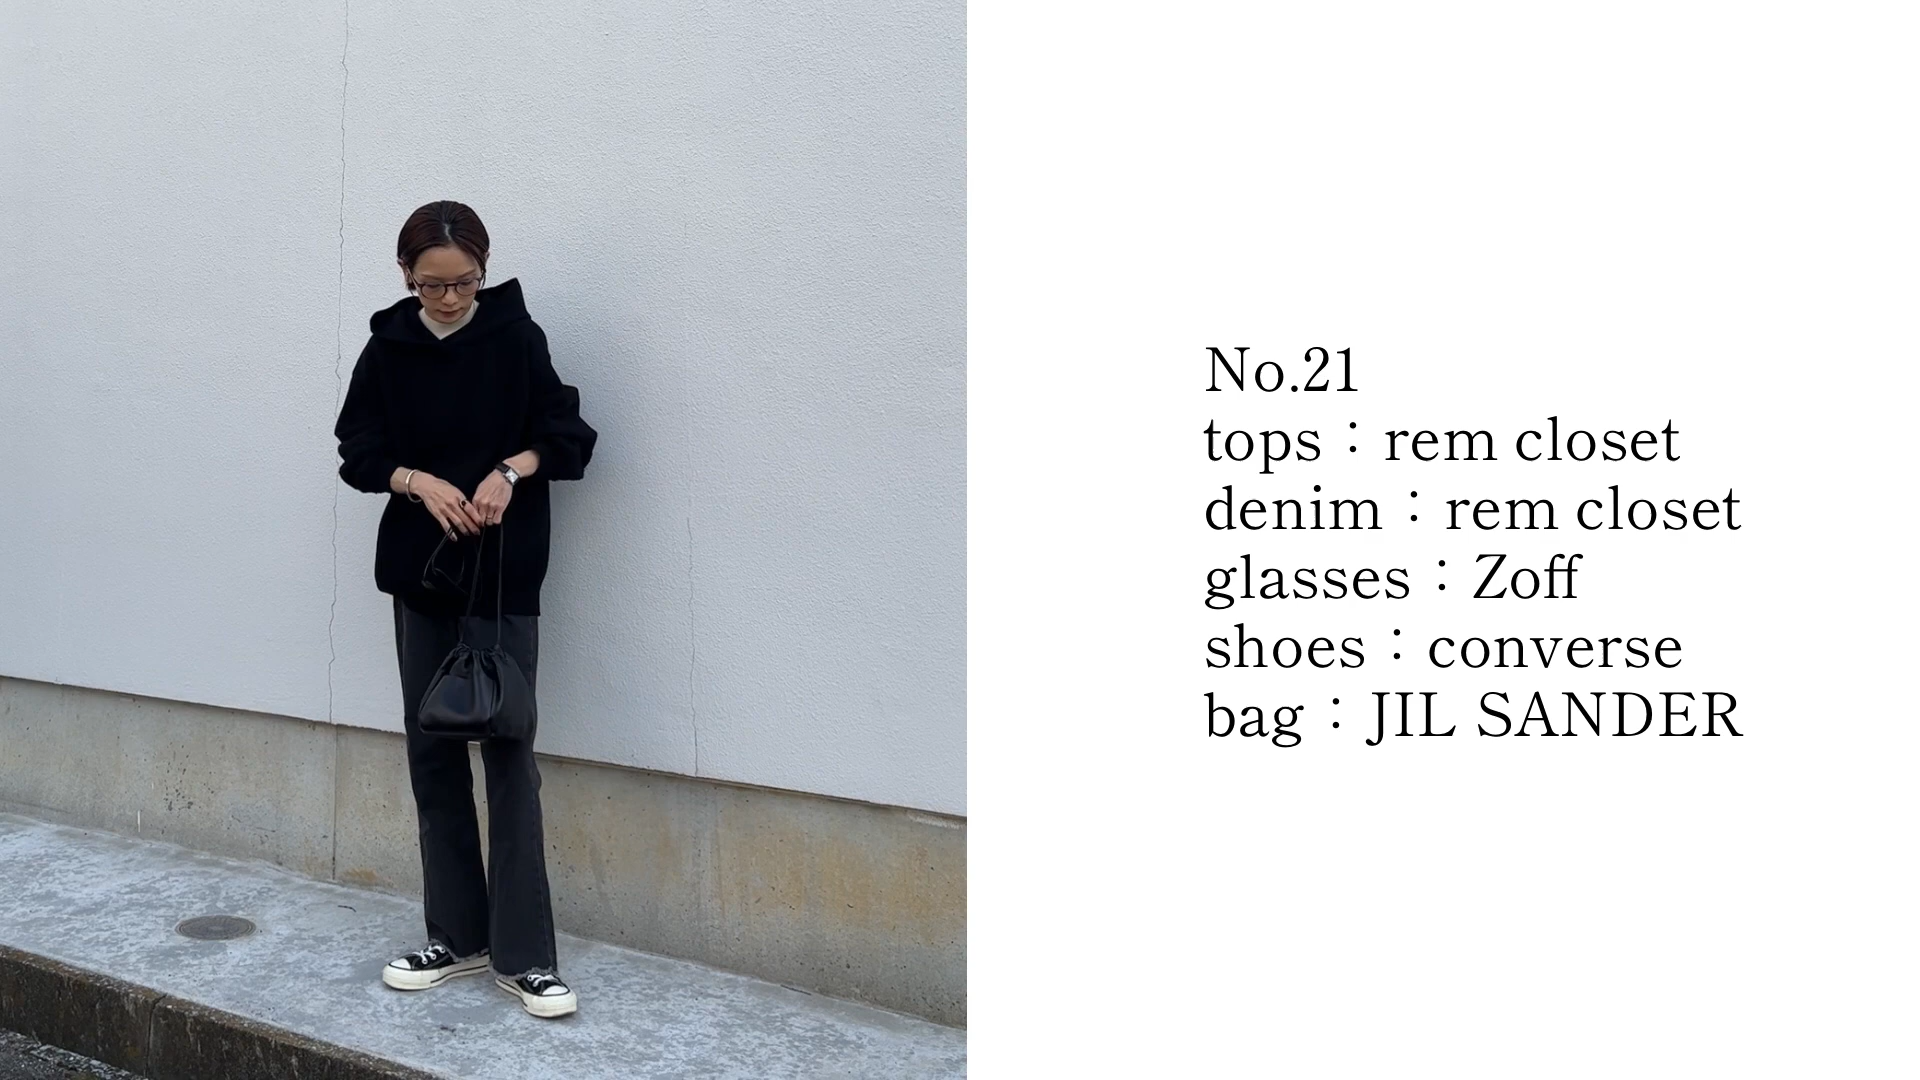 No.21
tops：rem closet
denim：rem closet
glasses：Zoff
shoes：converse
bag：JIL SANDER